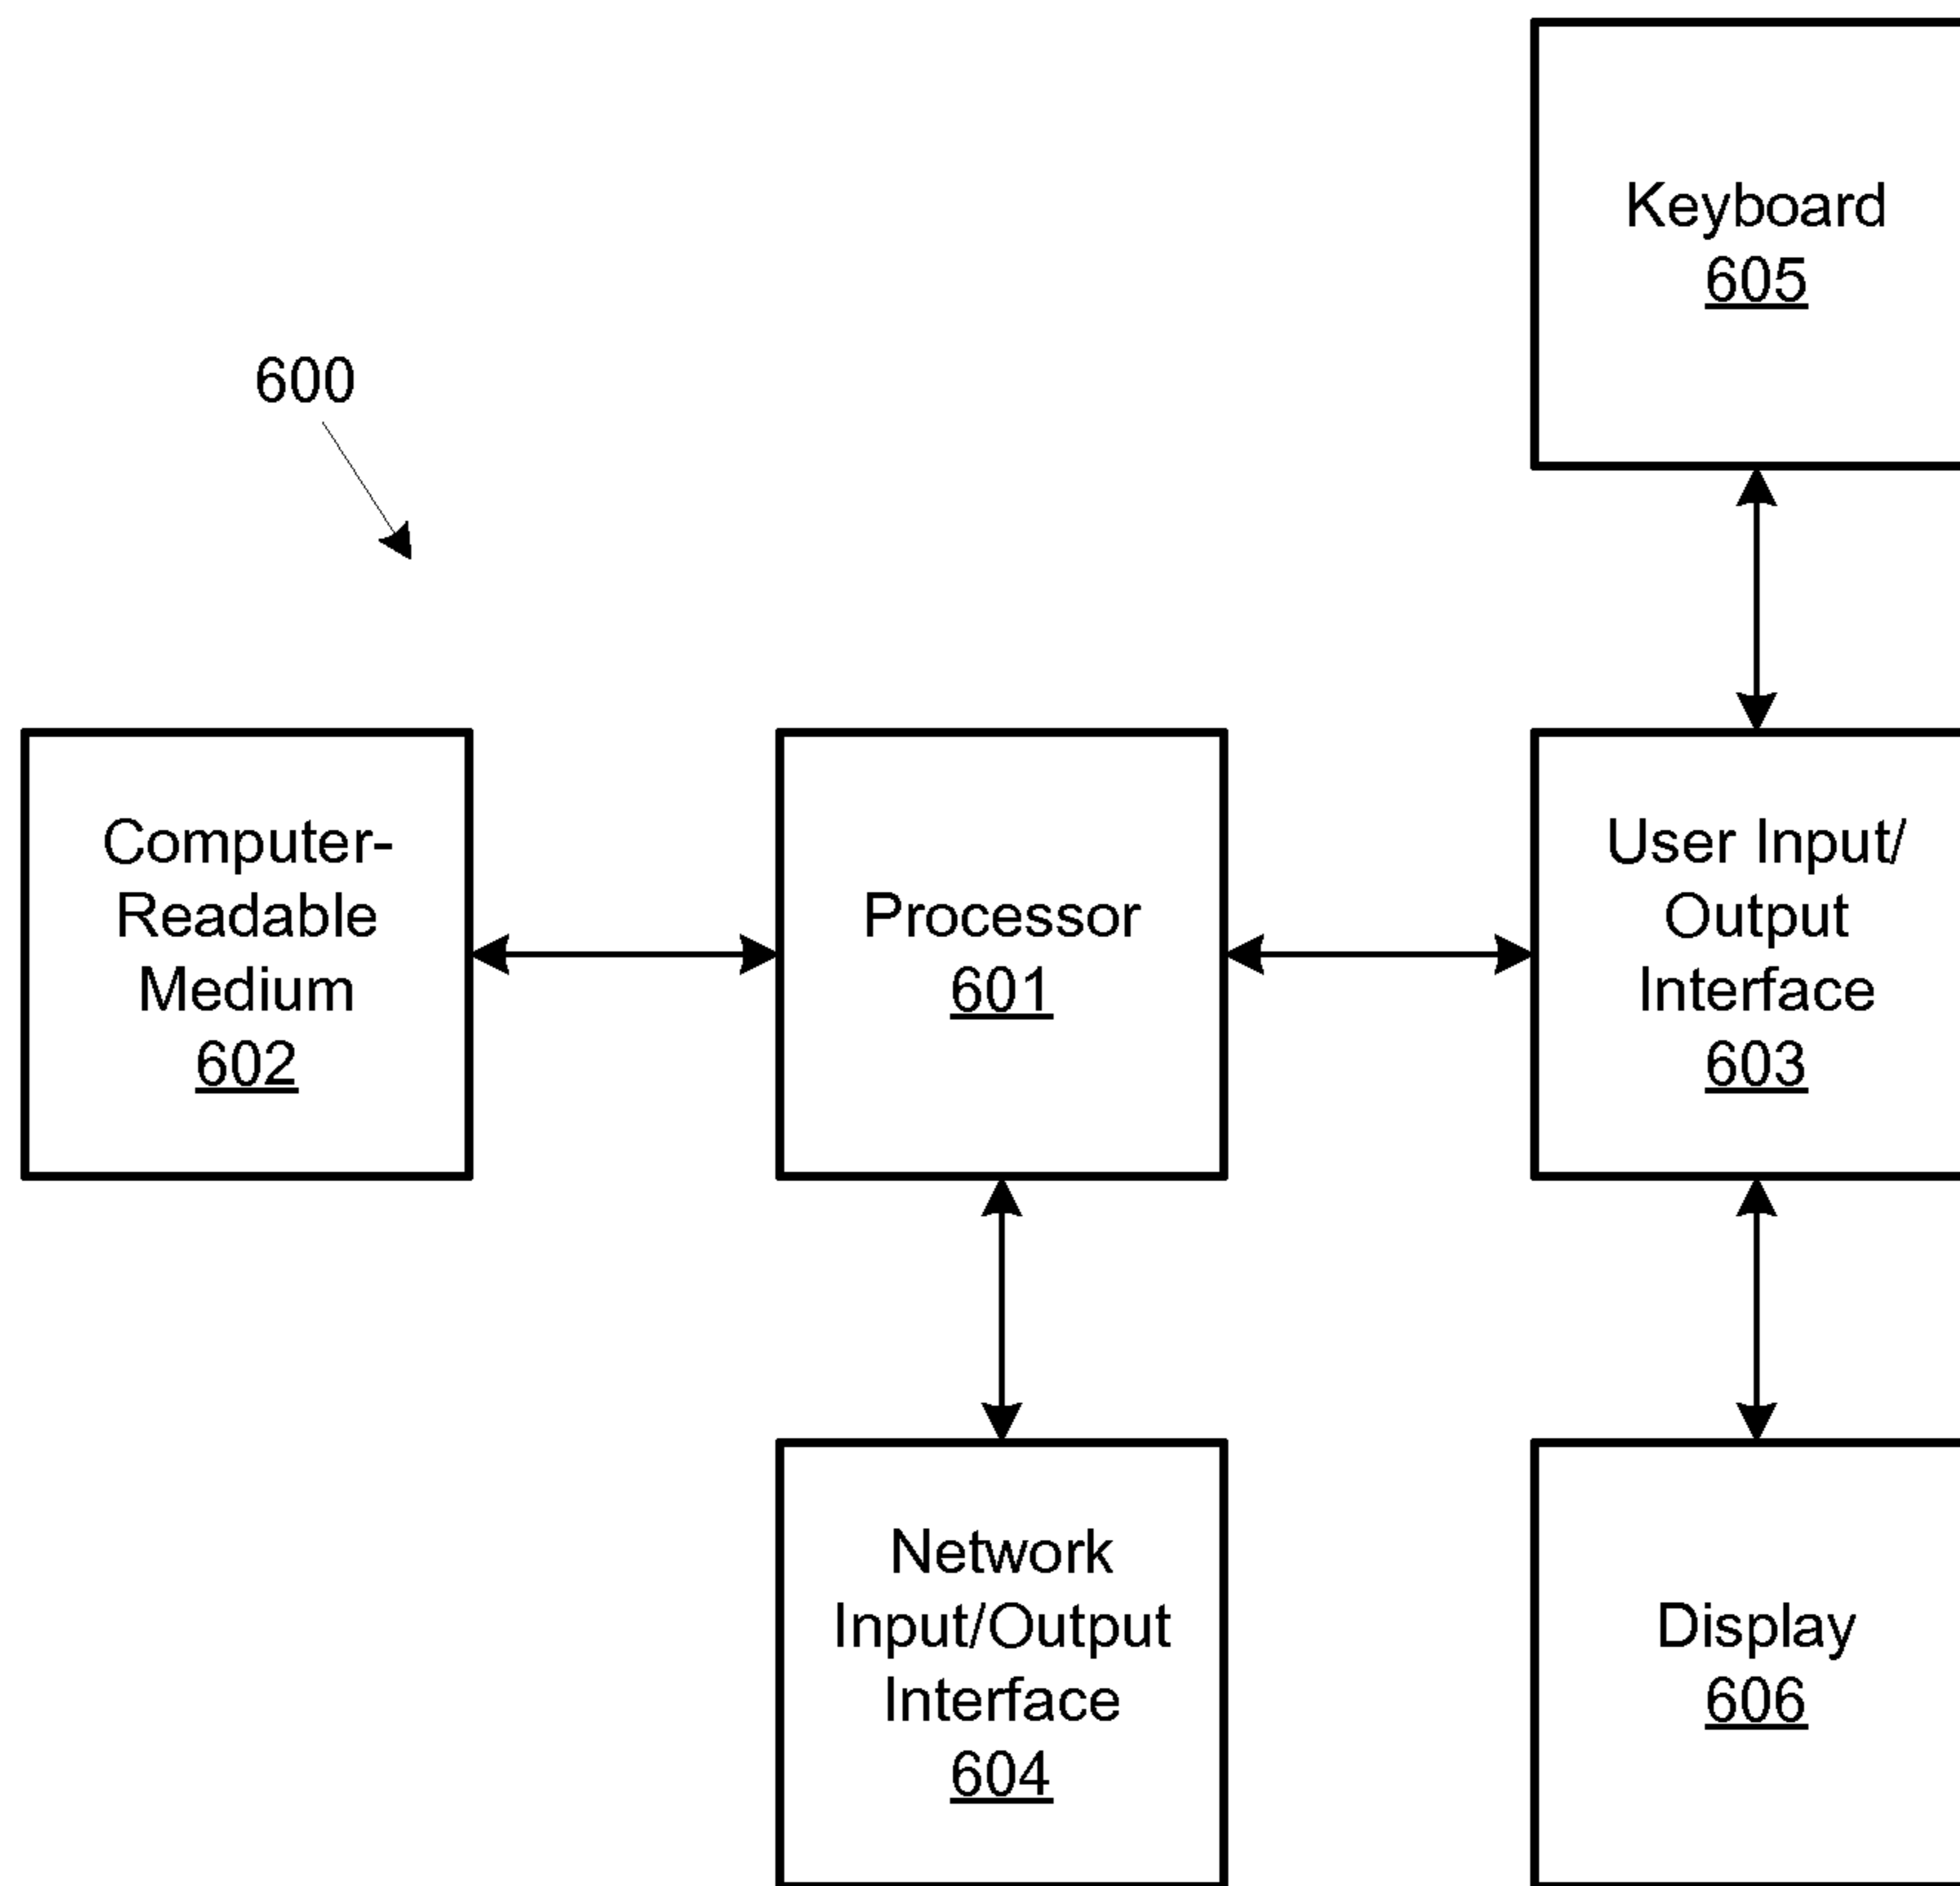 Keyboard
605
600
Computer-
Readable
Medium
602
Processor
601
User Input/
Output
Interface
603
Network
Input/Output
Interface
604
Display
606